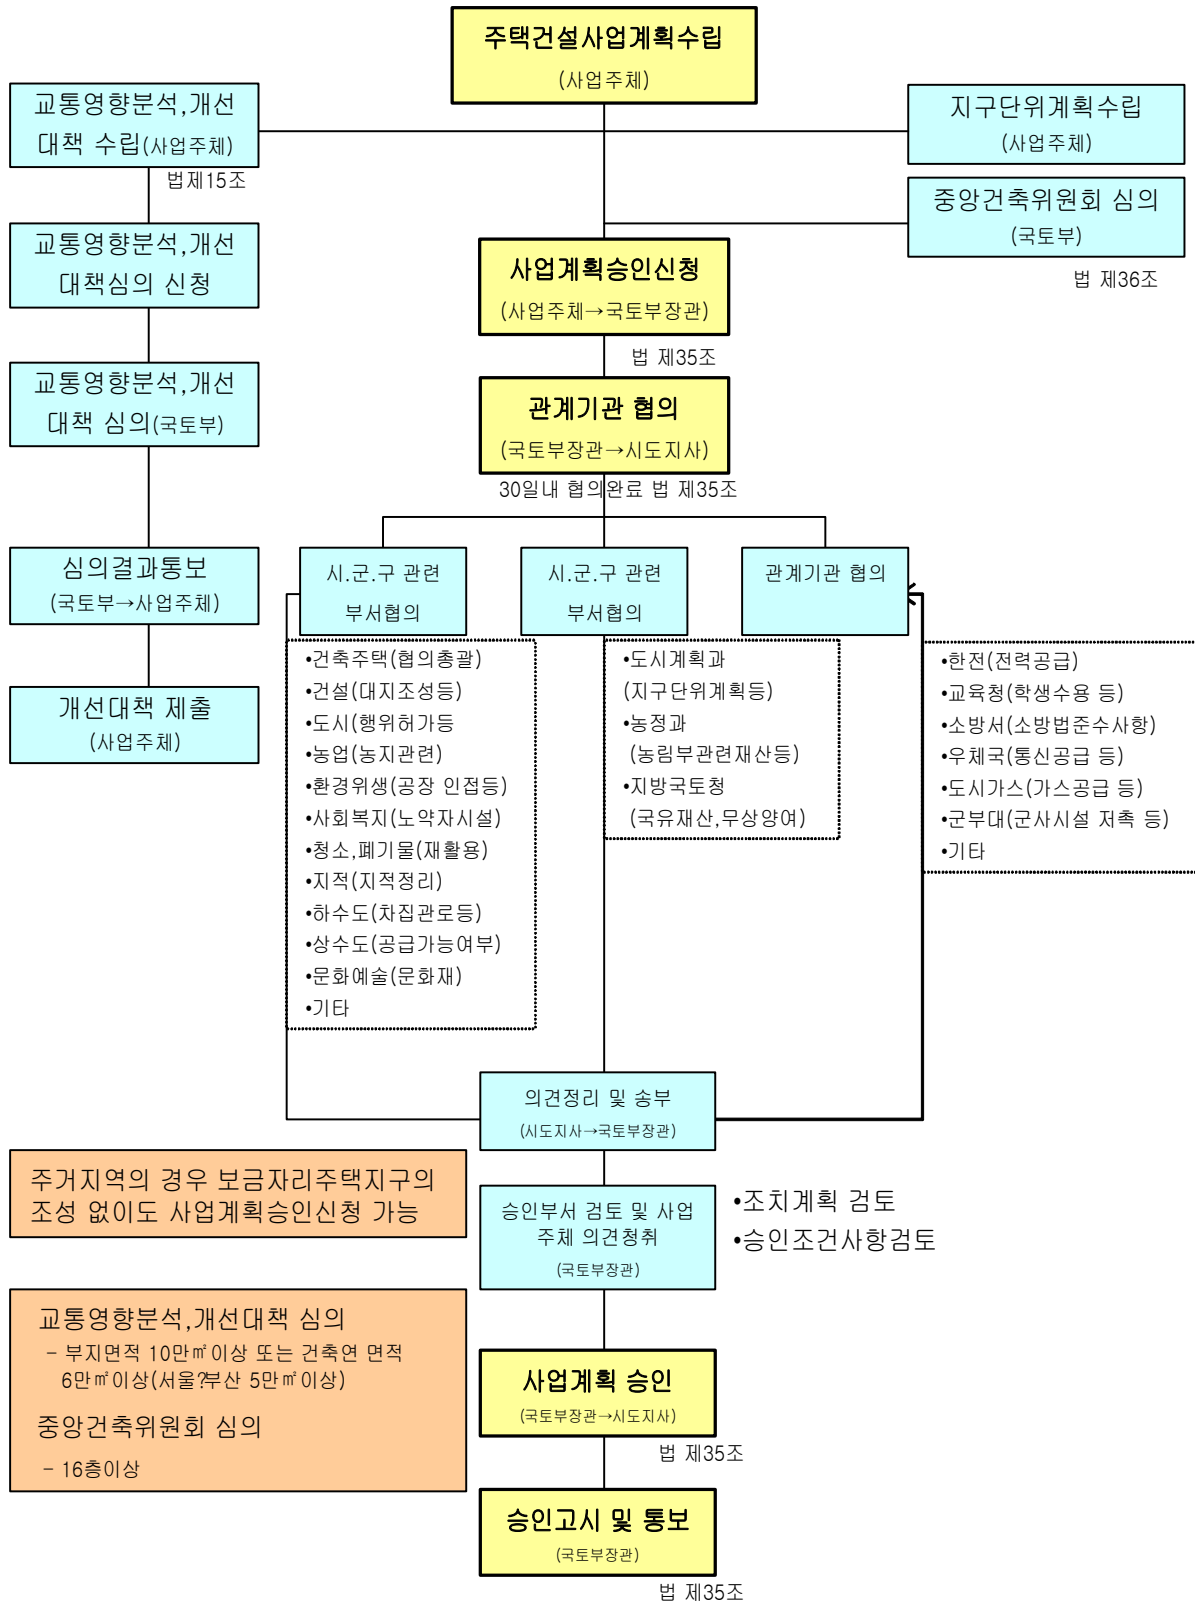 주택건설사업계획수립
(사업주체)
교통영향분석,개선
대책 수립(사업주체)
법제15조
지구단위계획수립
(사업주체)
중앙건축위원회 심의
(국토부)
법 제36조
교통영향분석,개선
대책심의 신청
사업계획승인신청
(사업주체→국토부장관)
법 제35조
교통영향분석,개선
대책 심의(국토부)
관계기관 협의
(국토부장관→시도지사)
30일내 협의완료 법 제35조
심의결과통보
(국토부→사업주체)
개선대책 제출
(사업주체)
시.군.구 관련
부서협의
시.군.구 관련
부서협의
관계기관 협의
•건축주택(협의총괄)
•건설(대지조성등)
•도시(행위허가등
•농업(농지관련)
•환경위생(공장 인접등)
•사회복지(노약자시설)
•청소,폐기물(재활용)
•지적(지적정리)
•하수도(차집관로등)
•상수도(공급가능여부)
•문화예술(문화재)
•기타
•도시계획과
(지구단위계획등)
•농정과
(농림부관련재산등)
•지방국토청
(국유재산,무상양여)
•한전(전력공급)
•교육청(학생수용 등)
•소방서(소방법준수사항)
•우체국(통신공급 등)
•도시가스(가스공급 등)
•군부대(군사시설 저촉 등)
•기타
의견정리 및 송부
(시도지사→국토부장관)
주거지역의 경우 보금자리주택지구의
조성 없이도 사업계획승인신청 가능
승인부서 검토 및 사업
주체 의견청취
(국토부장관)
•조치계획 검토
•승인조건사항검토
교통영향분석,개선대책 심의
- 부지면적 10만㎡이상 또는 건축연 면적
6만㎡이상(서울?부산 5만㎡이상)
중앙건축위원회 심의
- 16층이상
사업계획 승인
(국토부장관→시도지사)
법 제35조
승인고시 및 통보
(국토부장관)
법 제35조